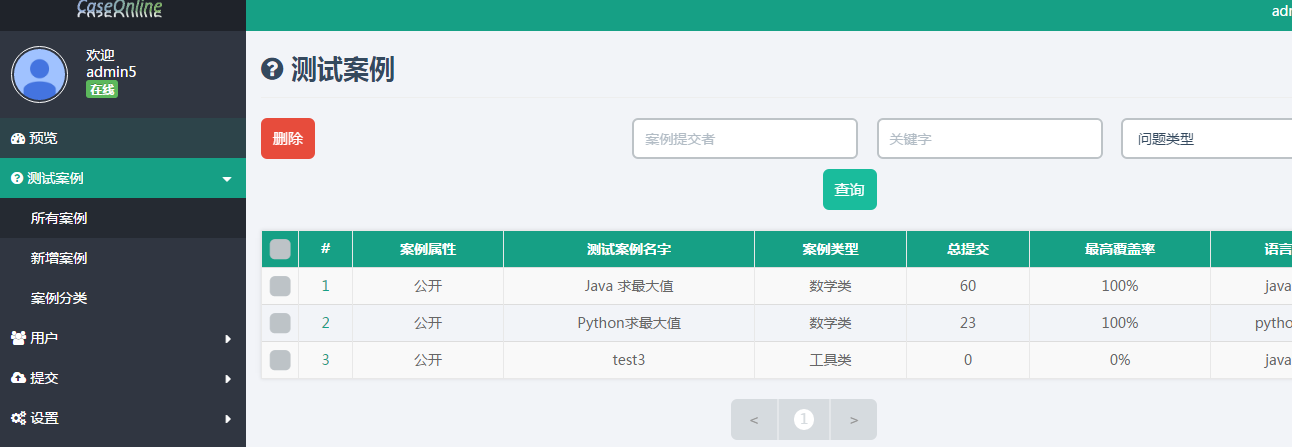 CaseOnline
adm
欢迎
admin5
在线
预览
测试案例
所有案例
新增案例
案例分类
用户
提交
设置
测试案例
删除
案例提交者
关键字
问题类型
查询
# 案例属性 测试案例名字 案例类型 总提交 最高覆盖率 语言
1 公开 Java 求最大值 数学类 60 100% java
2 公开 Python求最大值 数学类 23 100% pytho
3 公开 test3 工具类 0 0% java
< 1 >